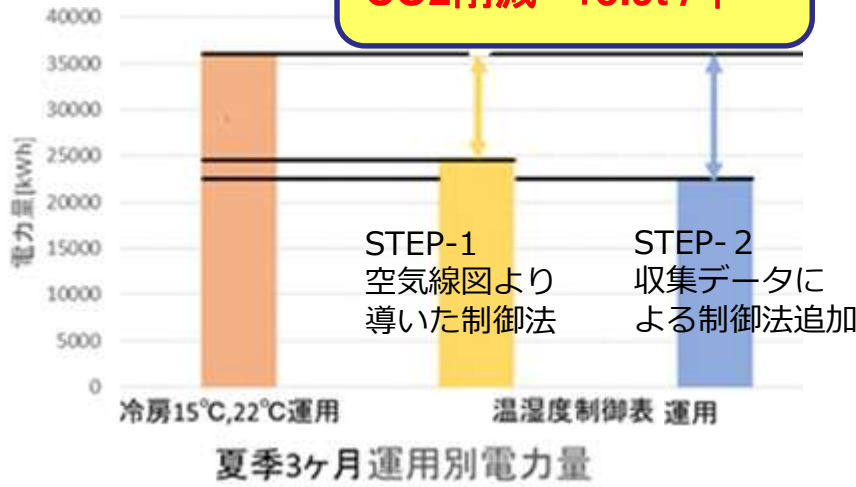 40000
35000
30000
25000
20000
15000
10000
5000
0
電力量[kWh]
STEP-1
空気線図より
導いた制御法
STEP-２
収集データに
よる制御法追加
冷房15℃,22℃運用
温湿度制御表 運用
夏季3ヶ月運用別電力量